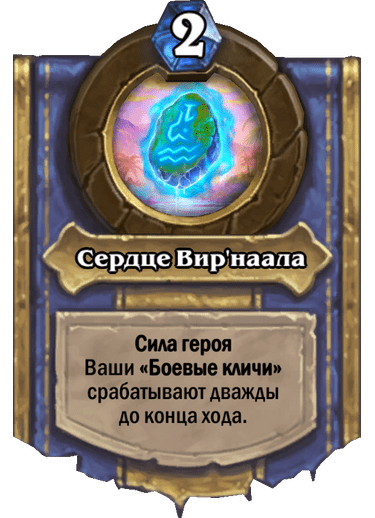 2
Сердце Вир'наала
Сила героя
Ваши «Боевые кличи»
срабатывают дважды
до конца хода.